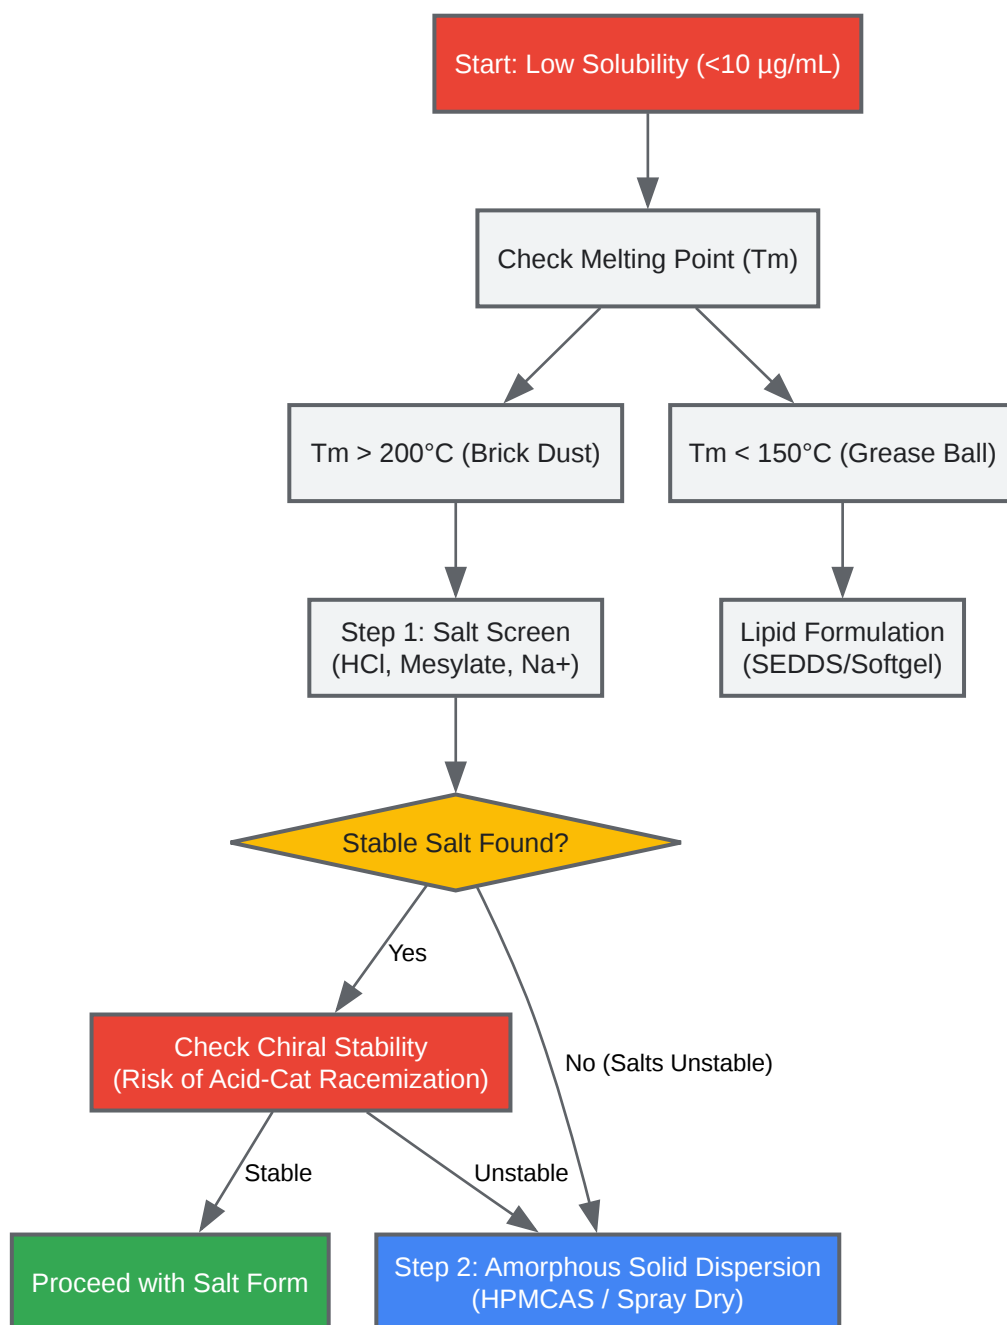 Start: Low Solubility (<10 µg/mL)
Check Melting Point (Tm)
Tm > 200°C (Brick Dust)
Tm < 150°C (Grease Ball)
Step 1: Salt Screen
(HCl, Mesylate, Na+)
Lipid Formulation
(SEDDS/Softgel)
Stable Salt Found?
Yes
No (Salts Unstable)
Check Chiral Stability
(Risk of Acid-Cat Racemization)
Stable
Unstable
Proceed with Salt Form
Step 2: Amorphous Solid Dispersion
(HPMCAS / Spray Dry)